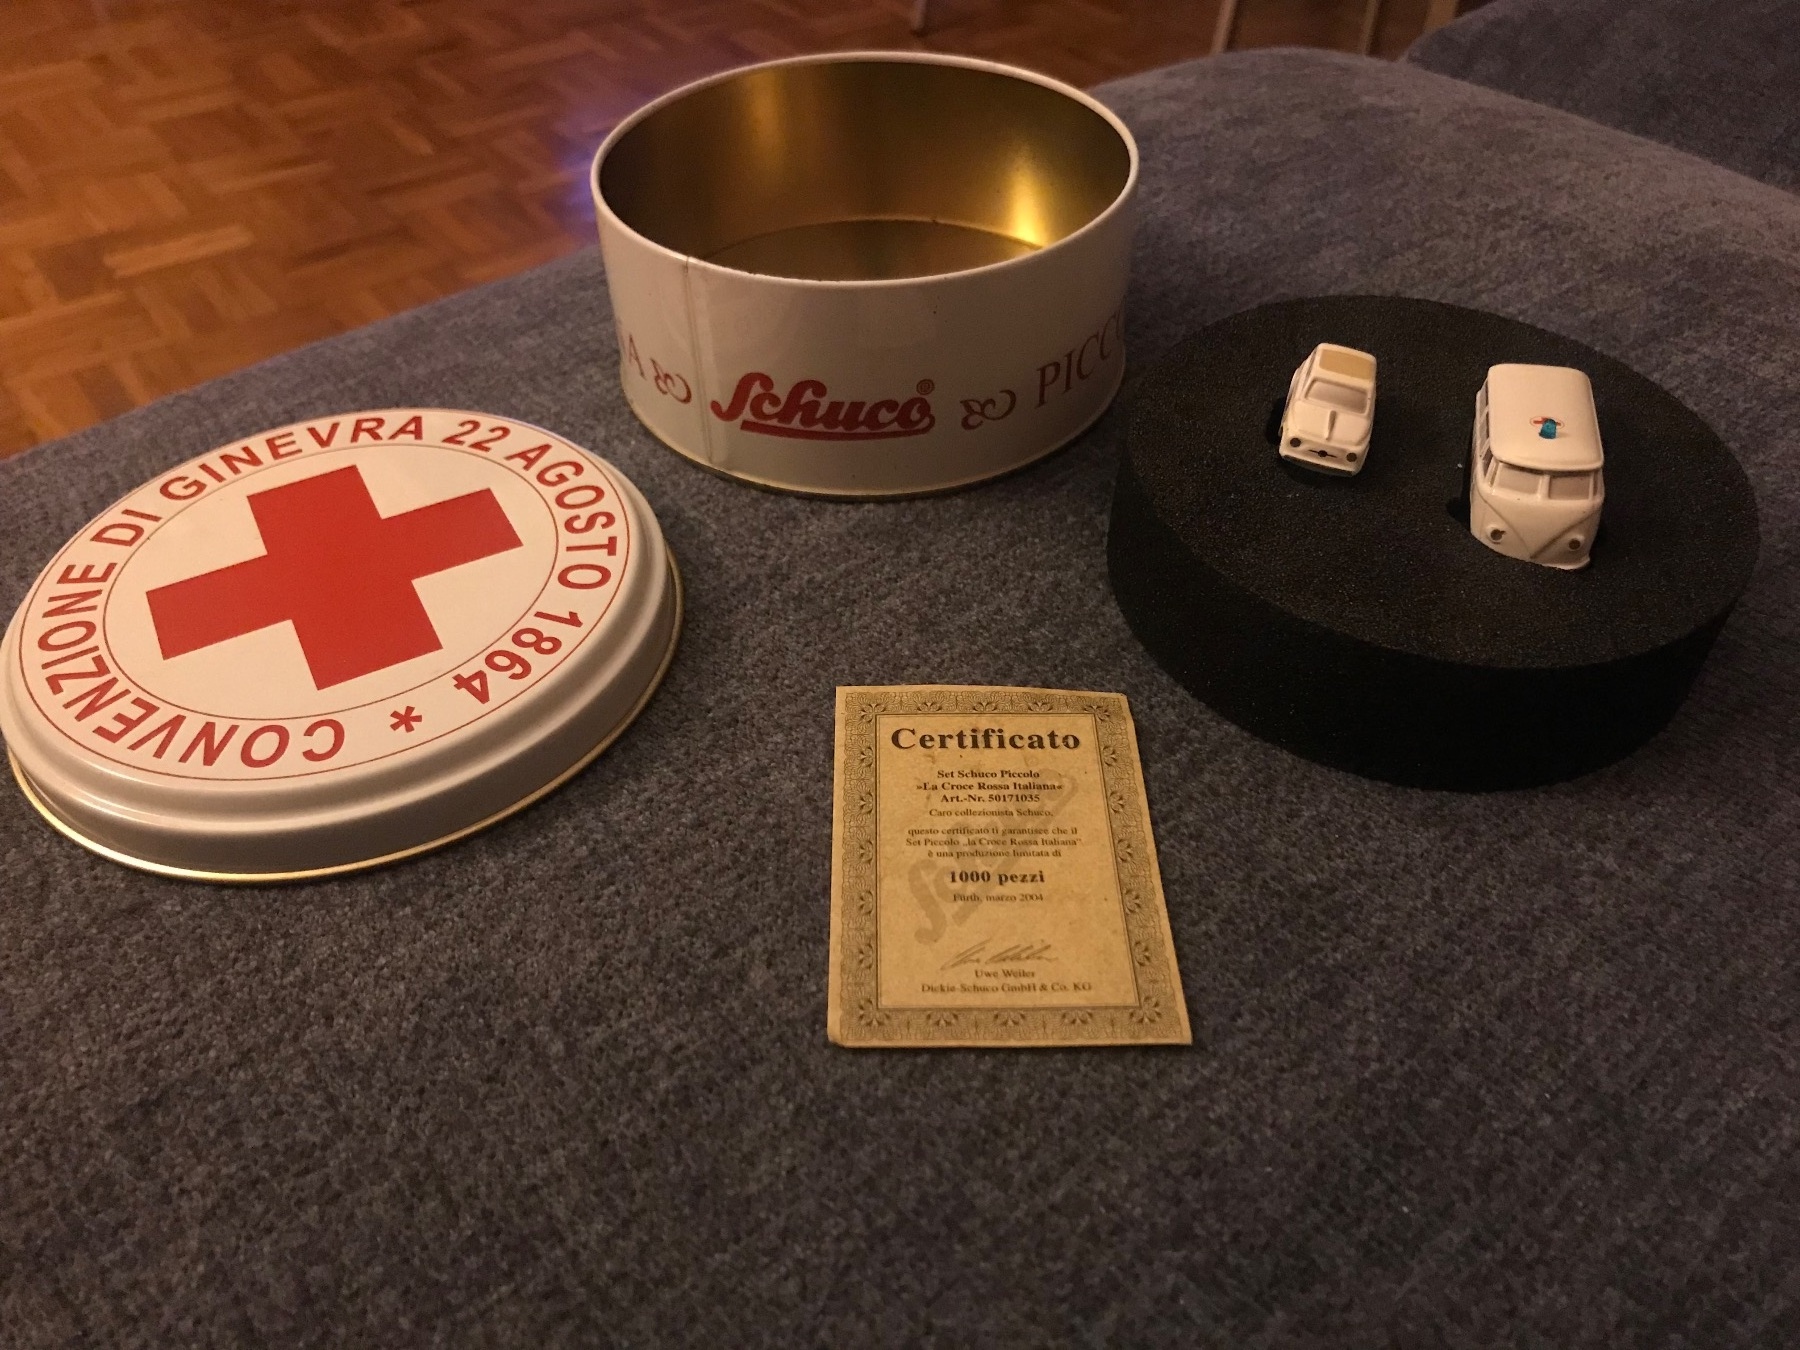 CONVENZIONE DI GINEVRA 22 AGOSTO 1864 *
Schuco® PICCO
Certificato
Set Schuco Piccolo
»La Croce Rossa Italiana«
Art.-Nr. 50171035
Caro collezionista Schuco,
questo certificato ti garantisce che il
Set Piccolo „la Croce Rossa Italiana"
è una produzione limitata di
1000 pezzi
Fürth, marzo 2004
Uwe Weiler
Dickie-Schuco GmbH & Co. KG